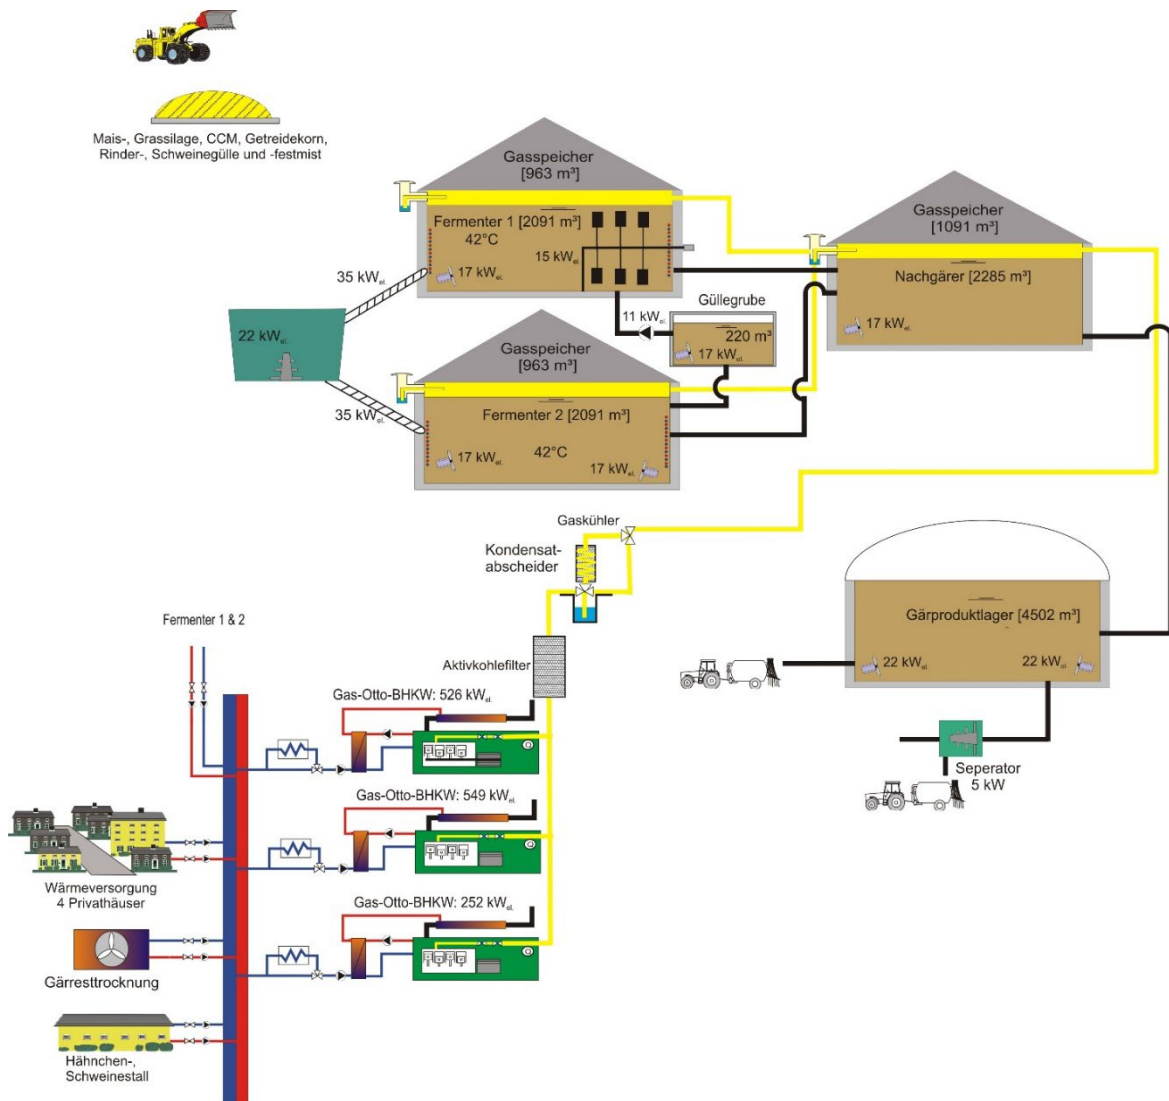 Mais-, Grassilage, CCM, Getreidekorn,
Rinder-, Schweinegülle und -festmist
Gasspeicher
[963 m³]
Fermenter 1 [2091 m³]
42°C
15 kWel.
17 kWel.
35 kWel.
22 kWel.
35 kWel.
Gasspeicher
[1091 m³]
Nachgärer [2285 m³]
17 kWel.
Güllegrube
11 kWel.
220 m³
17 kWel.
Gasspeicher
[963 m³]
Fermenter 2 [2091 m³]
42°C
17 kWel.
17 kWel.
Gaskühler
Kondensat-
abscheider
Aktivkohlefilter
Gärproduktlager [4502 m³]
22 kWel.
22 kWel.
Seperator
5 kW
Fermenter 1 & 2
Gas-Otto-BHKW: 526 kWel.
Gas-Otto-BHKW: 549 kWel.
Gas-Otto-BHKW: 252 kWel.
Wärmeversorgung
4 Privathäuser
Gärresttrocknung
Hähnchen-,
Schweinestall